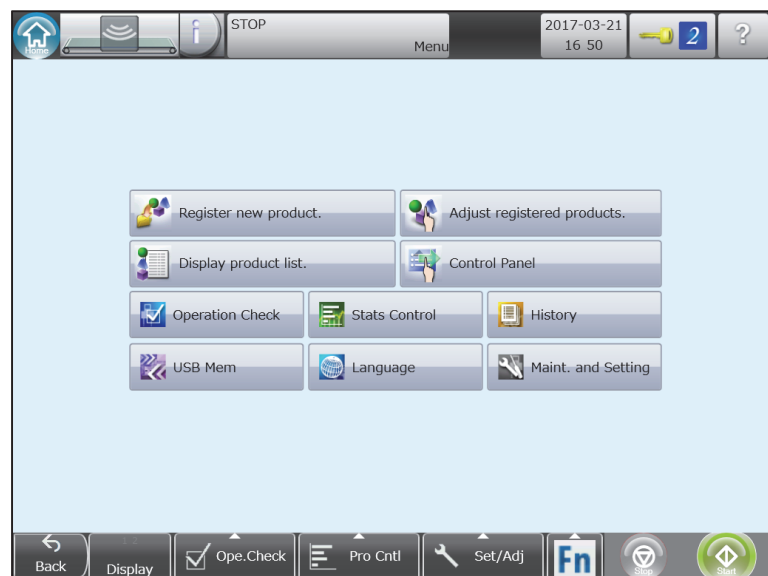 Home
i
STOP
Menu
2017-03-21
16 50
2
?
Register new product.
Adjust registered products.
Display product list.
Control Panel
Operation Check
Stats Control
History
USB Mem
Language
Maint. and Setting
Back
1-2
Display
Ope.Check
Pro Cntl
Set/Adj
Fn
Stop
Start